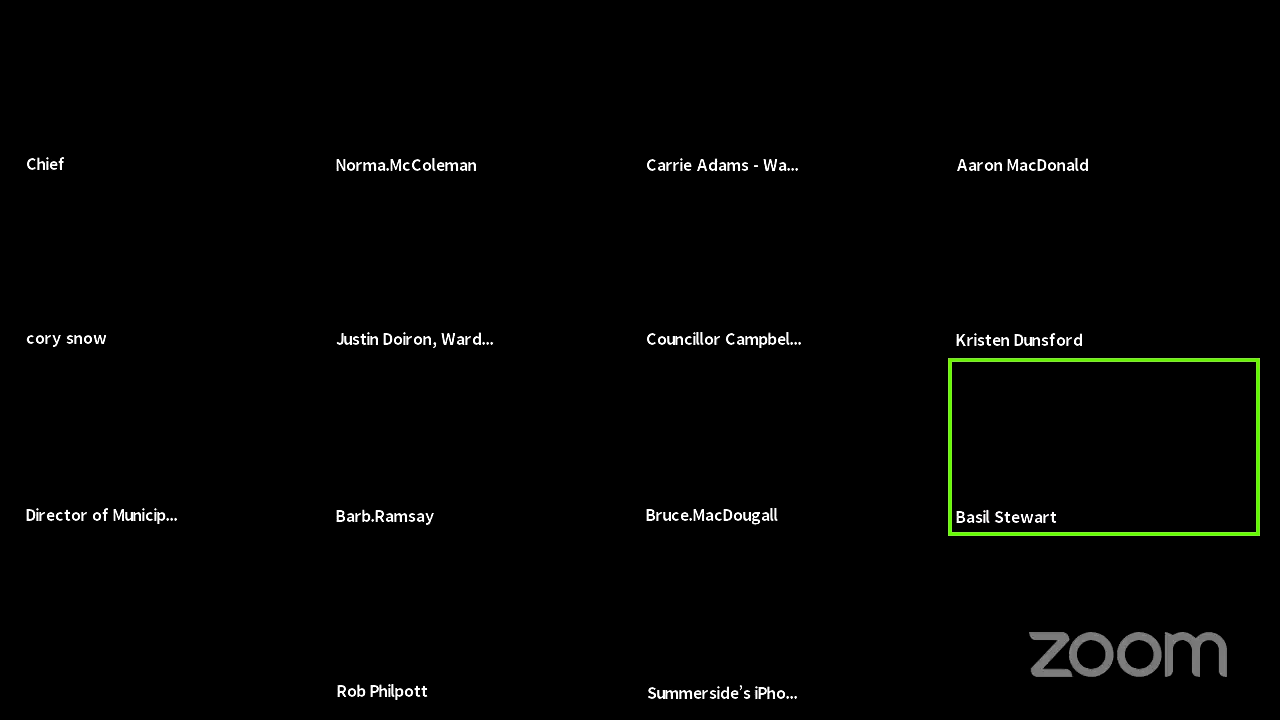 Chief
Norma.McColeman
Carrie Adams - Wa...
Aaron MacDonald
cory snow
Justin Doiron, Ward...
Councillor Campbel...
Kristen Dunsford
Director of Municip...
Barb.Ramsay
Bruce.MacDougall
Basil Stewart
Rob Philpott
Summerside’s iPho...
zoom